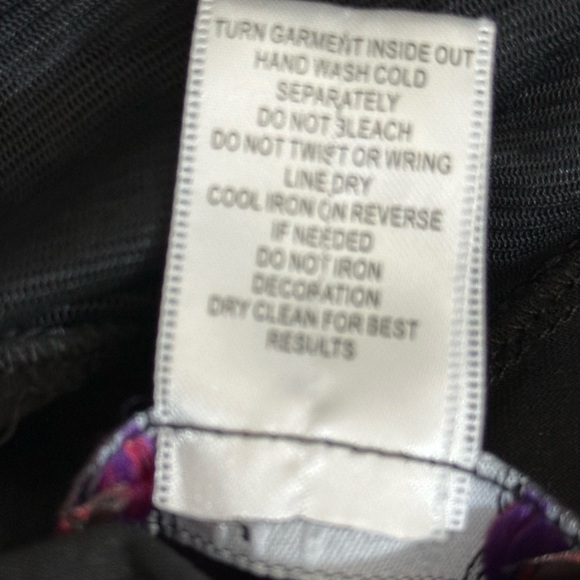 TURN GARMENT INSIDE OUT
HAND WASH COLD
SEPARATELY
DO NOT BLEACH
DO NOT TWIST OR WRING
LINE DRY
COOL IRON ON REVERSE
IF NEEDED
DO NOT IRON
DECORATION
DRY CLEAN FOR BEST
RESULTS